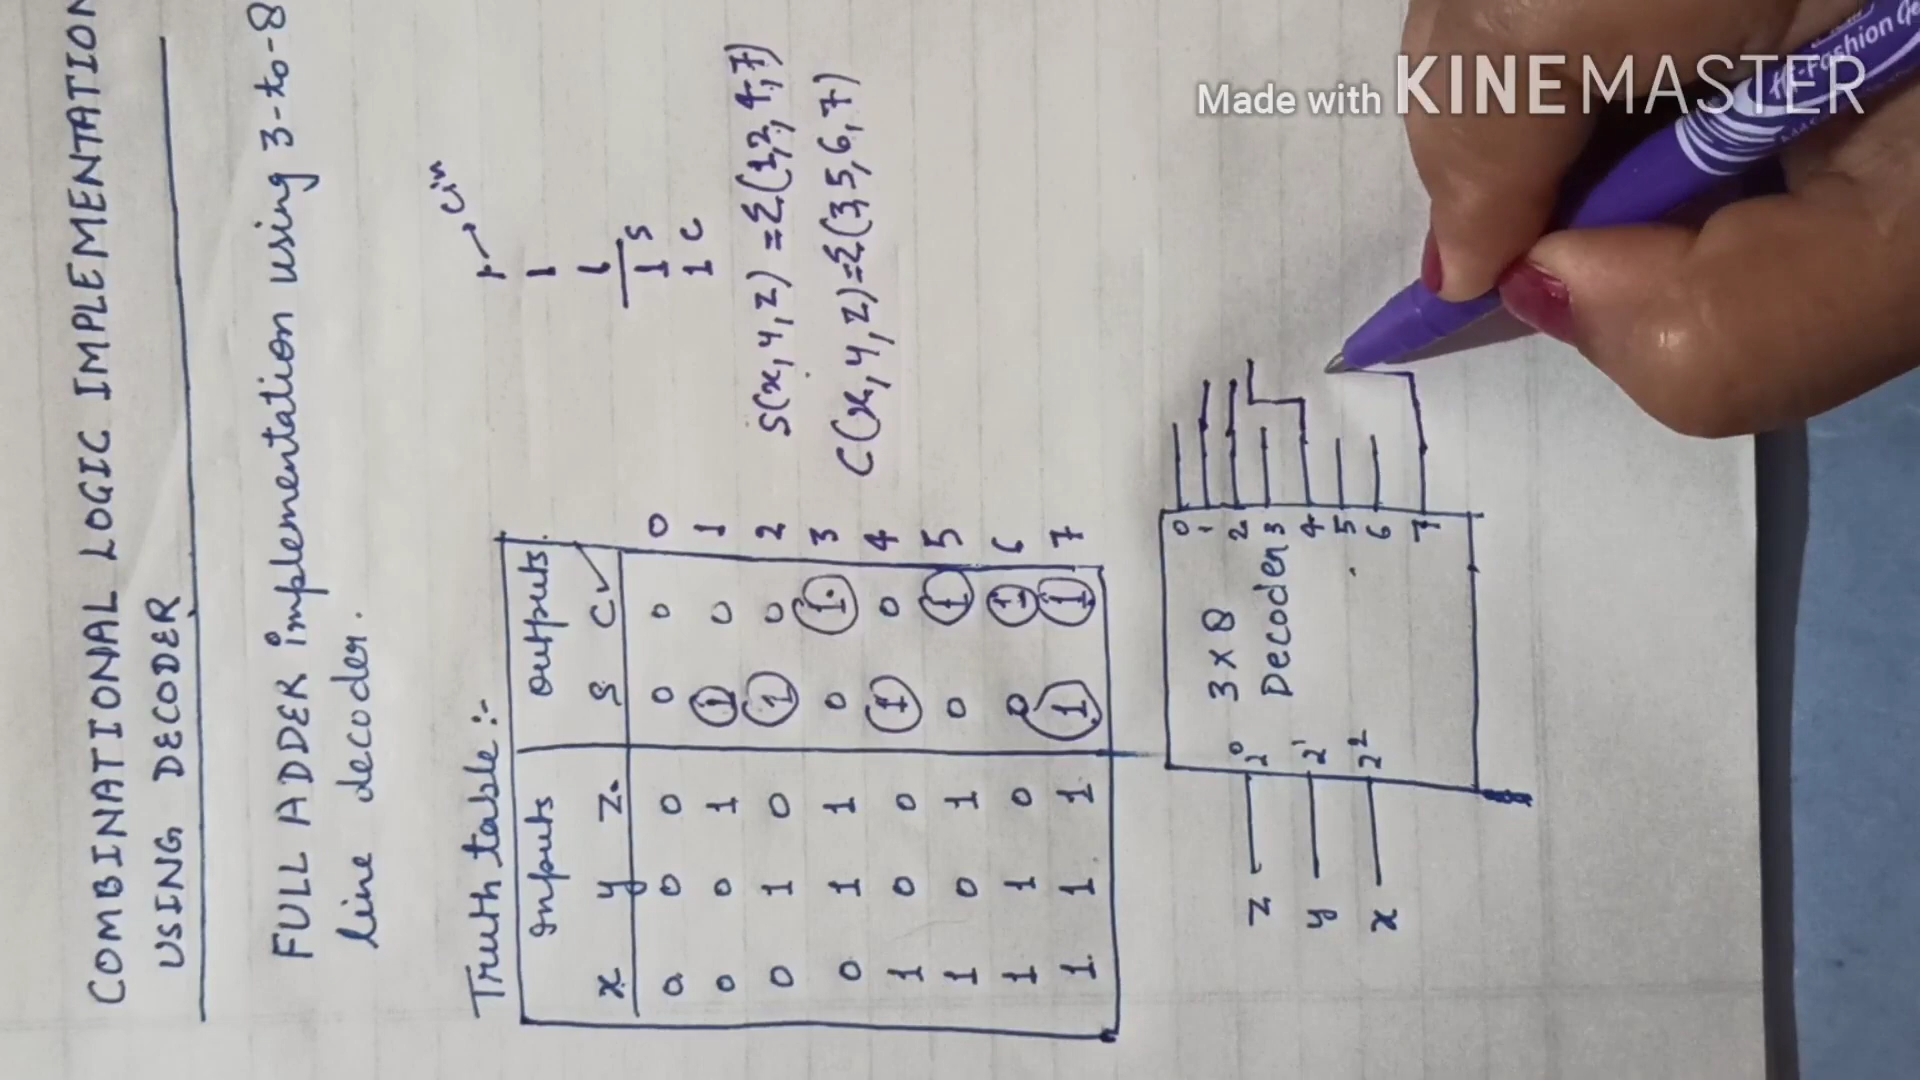 COMBINATIONAL LOGIC IMPLEMENTATION
USING DECODER
FULL ADDER implementation using 3-to-8
line decoder.
Truth table :-
Inputs Outputs
x y z S C
0 0 0 0 0 0
0 0 1 1 0 1
0 1 0 1 0 2
0 1 1 0 1 3
1 0 0 1 0 4
1 0 1 0 1 5
1 1 0 0 1 6
1 1 1 1 1 7
1 → Cin
1
1
1 S
1 C
S(x, y, z) = Σ(1, 2, 4, 7)
C(x, y, z) = Σ(3, 5, 6, 7)
3 x 8
Decoder
z 2⁰
y 2¹
x 2²
0
1
2
3
4
5
6
7
Made with KINEMASTER
Hi-Fashion